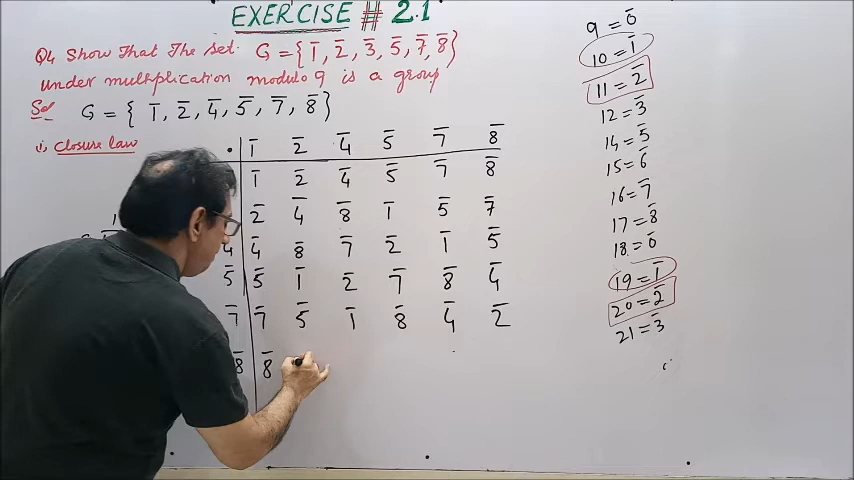 EXERCISE # 2.1
Q4 Show That The Set. G = {1̄, 2̄, 3̄, 5̄, 7̄, 8̄}
under multiplication modulo 9 is a group
Sol G = { 1̄, 2̄, 4̄, 5̄, 7̄, 8̄ }
i, Closure law
· 1̄ 2̄ 4̄ 5̄ 7̄ 8̄
1̄ 2̄ 4̄ 5̄ 7̄ 8̄
2̄ 4̄ 8̄ 1̄ 5̄ 7̄
4̄ 4̄ 8̄ 7̄ 2̄ 1̄ 5̄
5̄ 5̄ 1̄ 2̄ 7̄ 8̄ 4̄
7̄ 7̄ 5̄ 1̄ 8̄ 4̄ 2̄
8̄ 8̄
9 = 0̄
10 = 1̄
11 = 2̄
12 = 3̄
14 = 5̄
15 = 6̄
16 = 7̄
17 = 8̄
18 = 0̄
19 = 1̄
20 = 2̄
21 = 3̄